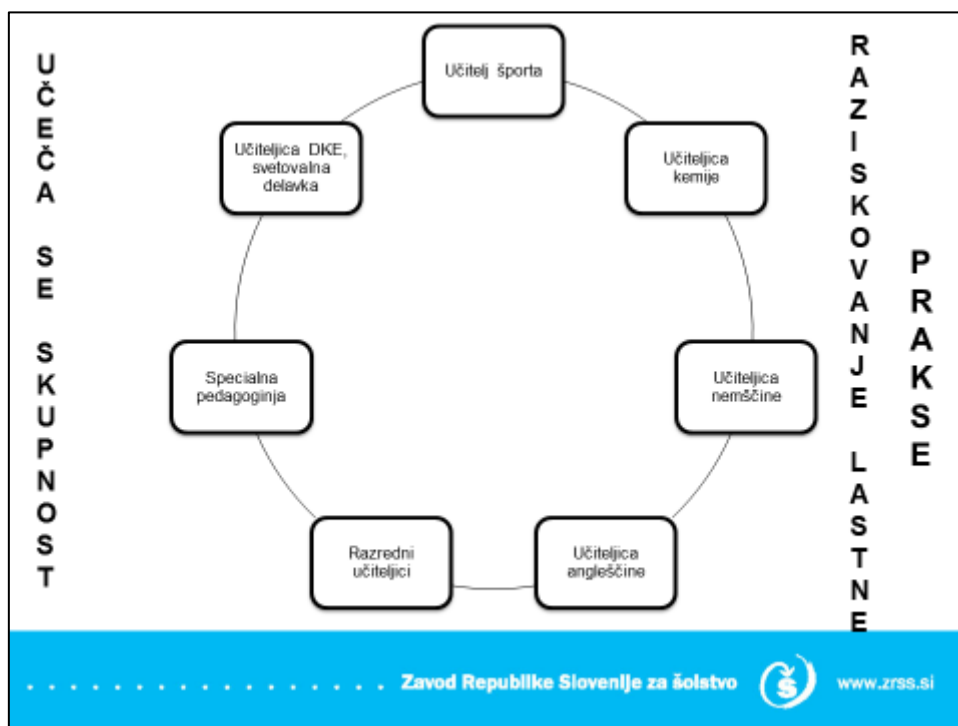 UČEČA SE SKUPNOST
Učitelj športa
Učiteljica
kemije
Učiteljica
nemščine
Učiteljica
angleščine
Razredni
učiteljici
Specialna
pedagoginja
Učiteljica DKE,
svetovalna
delavka
RAZISKOVANJE LASTNE
PRAKSE
Zavod Republike Slovenije za šolstvo
š
www.zrss.si